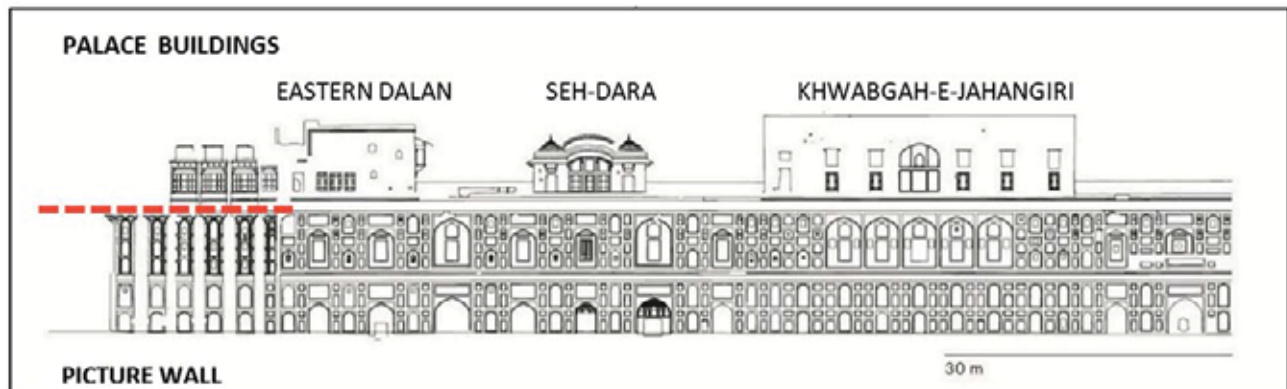 PALACE BUILDINGS
EASTERN DALAN SEH-DARA KHWABGAH-E-JAHANGIRI
30 m
PICTURE WALL